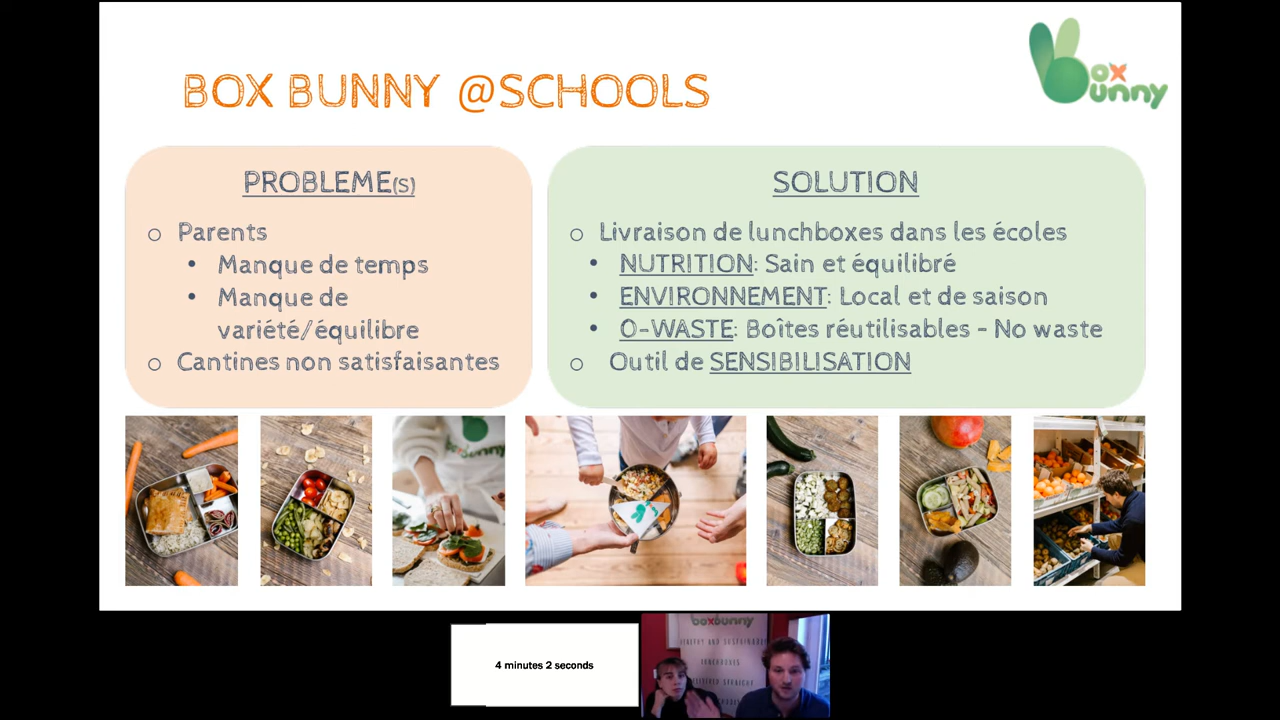 box
bunny
BOX BUNNY @SCHOOLS
PROBLEME(S)
o Parents
• Manque de temps
• Manque de
variété/équilibre
o Cantines non satisfaisantes
SOLUTION
o Livraison de lunchboxes dans les écoles
• NUTRITION: Sain et équilibré
• ENVIRONNEMENT: Local et de saison
• 0-WASTE: Boîtes réutilisables - No waste
o Outil de SENSIBILISATION
4 minutes 2 seconds
boxbunny
LUNCHBOXES